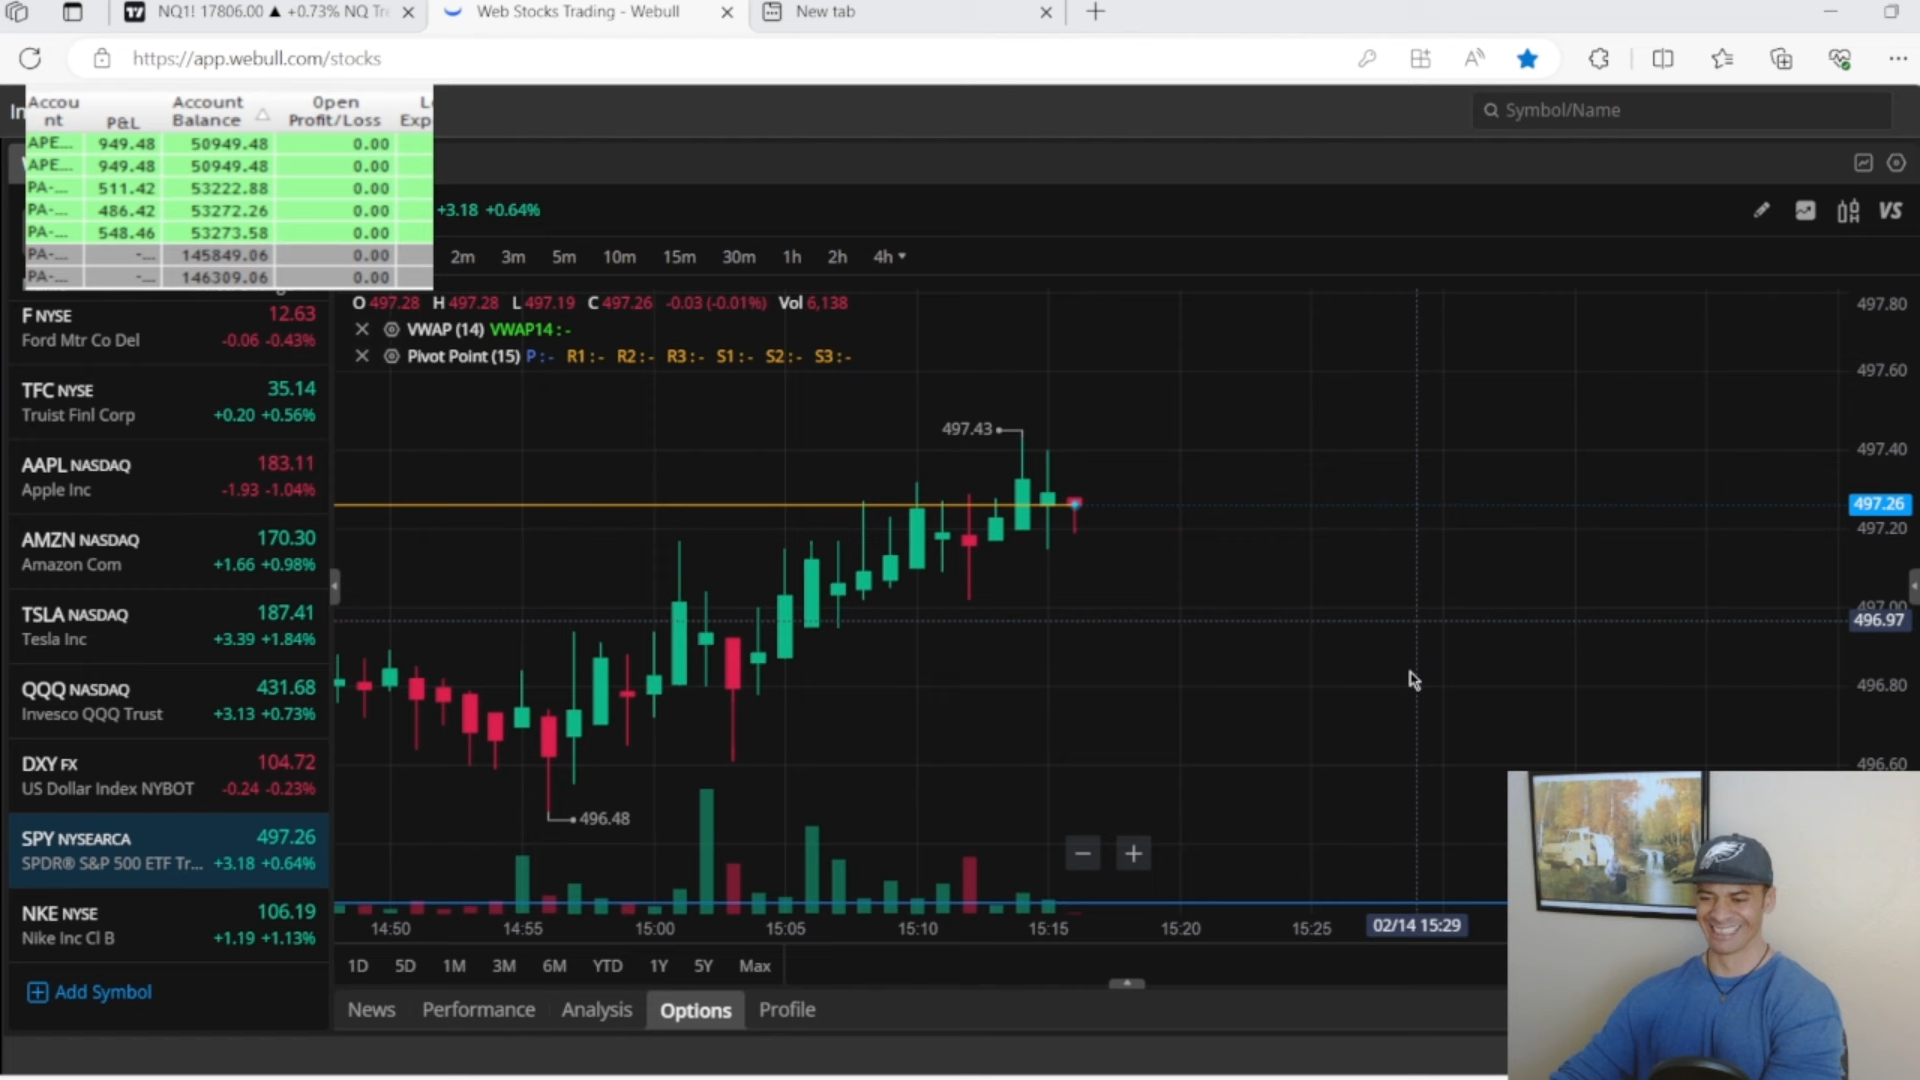 NQ1! 17806.00 ▲ +0.73% NQ Tr
Web Stocks Trading - Webull
New tab
https://app.webull.com/stocks
Accou
nt
P&L
Account
Balance
Open
Profit/Loss
L
Exp
In
APE... 949.48 50949.48 0.00
APE... 949.48 50949.48 0.00
PA-... 511.42 53222.88 0.00
PA-... 486.42 53272.26 0.00
PA-... 548.46 53273.58 0.00
PA-... -... 145849.06 0.00
PA-... -... 146309.06 0.00
Symbol/Name
+3.18 +0.64%
VS
2m 3m 5m 10m 15m 30m 1h 2h 4h
O 497.28 H 497.28 L 497.19 C 497.26 -0.03 (-0.01%) Vol 6,138
VWAP (14) VWAP14 : -
Pivot Point (15) P : - R1 : - R2 : - R3 : - S1 : - S2 : - S3 : -
F NYSE 12.63
Ford Mtr Co Del -0.06 -0.43%
TFC NYSE 35.14
Truist Finl Corp +0.20 +0.56%
AAPL NASDAQ 183.11
Apple Inc -1.93 -1.04%
AMZN NASDAQ 170.30
Amazon Com +1.66 +0.98%
TSLA NASDAQ 187.41
Tesla Inc +3.39 +1.84%
QQQ NASDAQ 431.68
Invesco QQQ Trust +3.13 +0.73%
DXY FX 104.72
US Dollar Index NYBOT -0.24 -0.23%
SPY NYSEARCA 497.26
SPDR® S&P 500 ETF Tr... +3.18 +0.64%
NKE NYSE 106.19
Nike Inc Cl B +1.19 +1.13%
Add Symbol
497.43
496.48
497.80
497.60
497.40
497.26
497.20
497.00
496.97
496.80
496.60
14:50 14:55 15:00 15:05 15:10 15:15 15:20 15:25 02/14 15:29
1D 5D 1M 3M 6M YTD 1Y 5Y Max
News Performance Analysis Options Profile